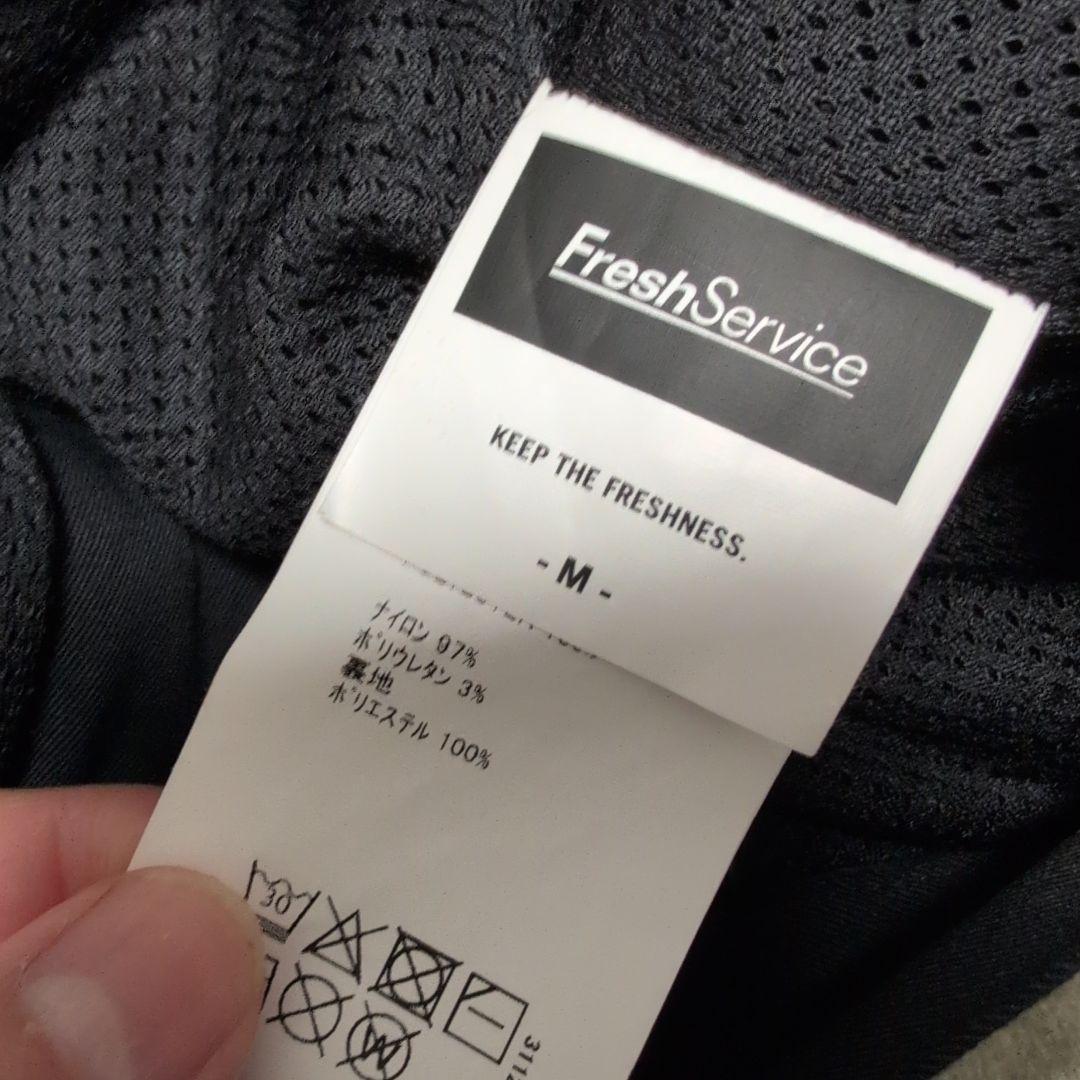 FreshService
KEEP THE FRESHNESS.
- M -
ナイロン 97%
ポリウレタン 3%
裏地
ポリエステル 100%
30
W